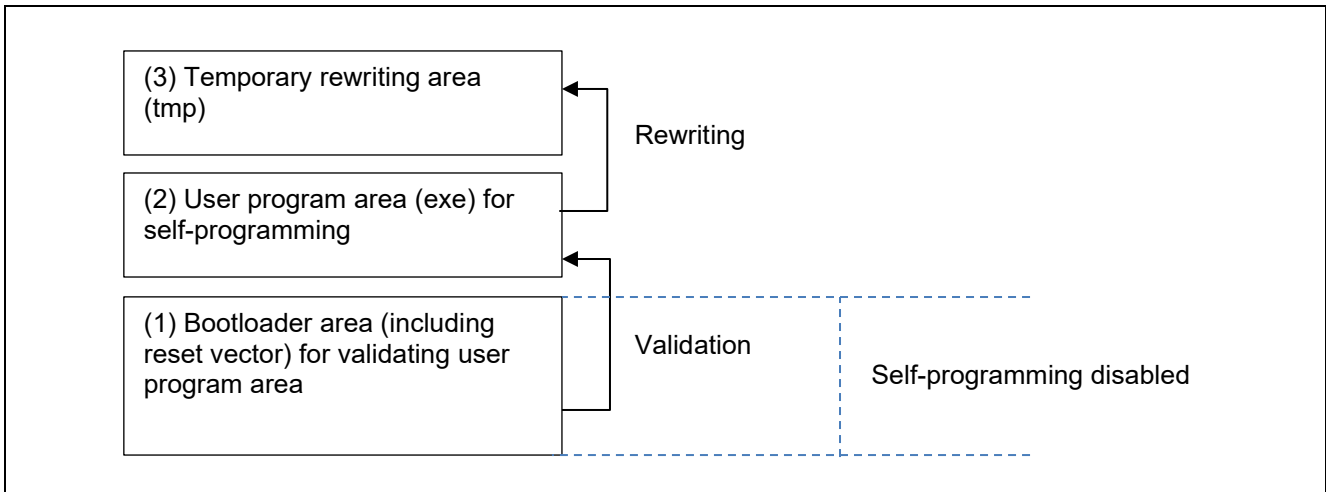 (3) Temporary rewriting area
(tmp)
Rewriting
(2) User program area (exe) for
self-programming
(1) Bootloader area (including
reset vector) for validating user
program area
Validation
Self-programming disabled